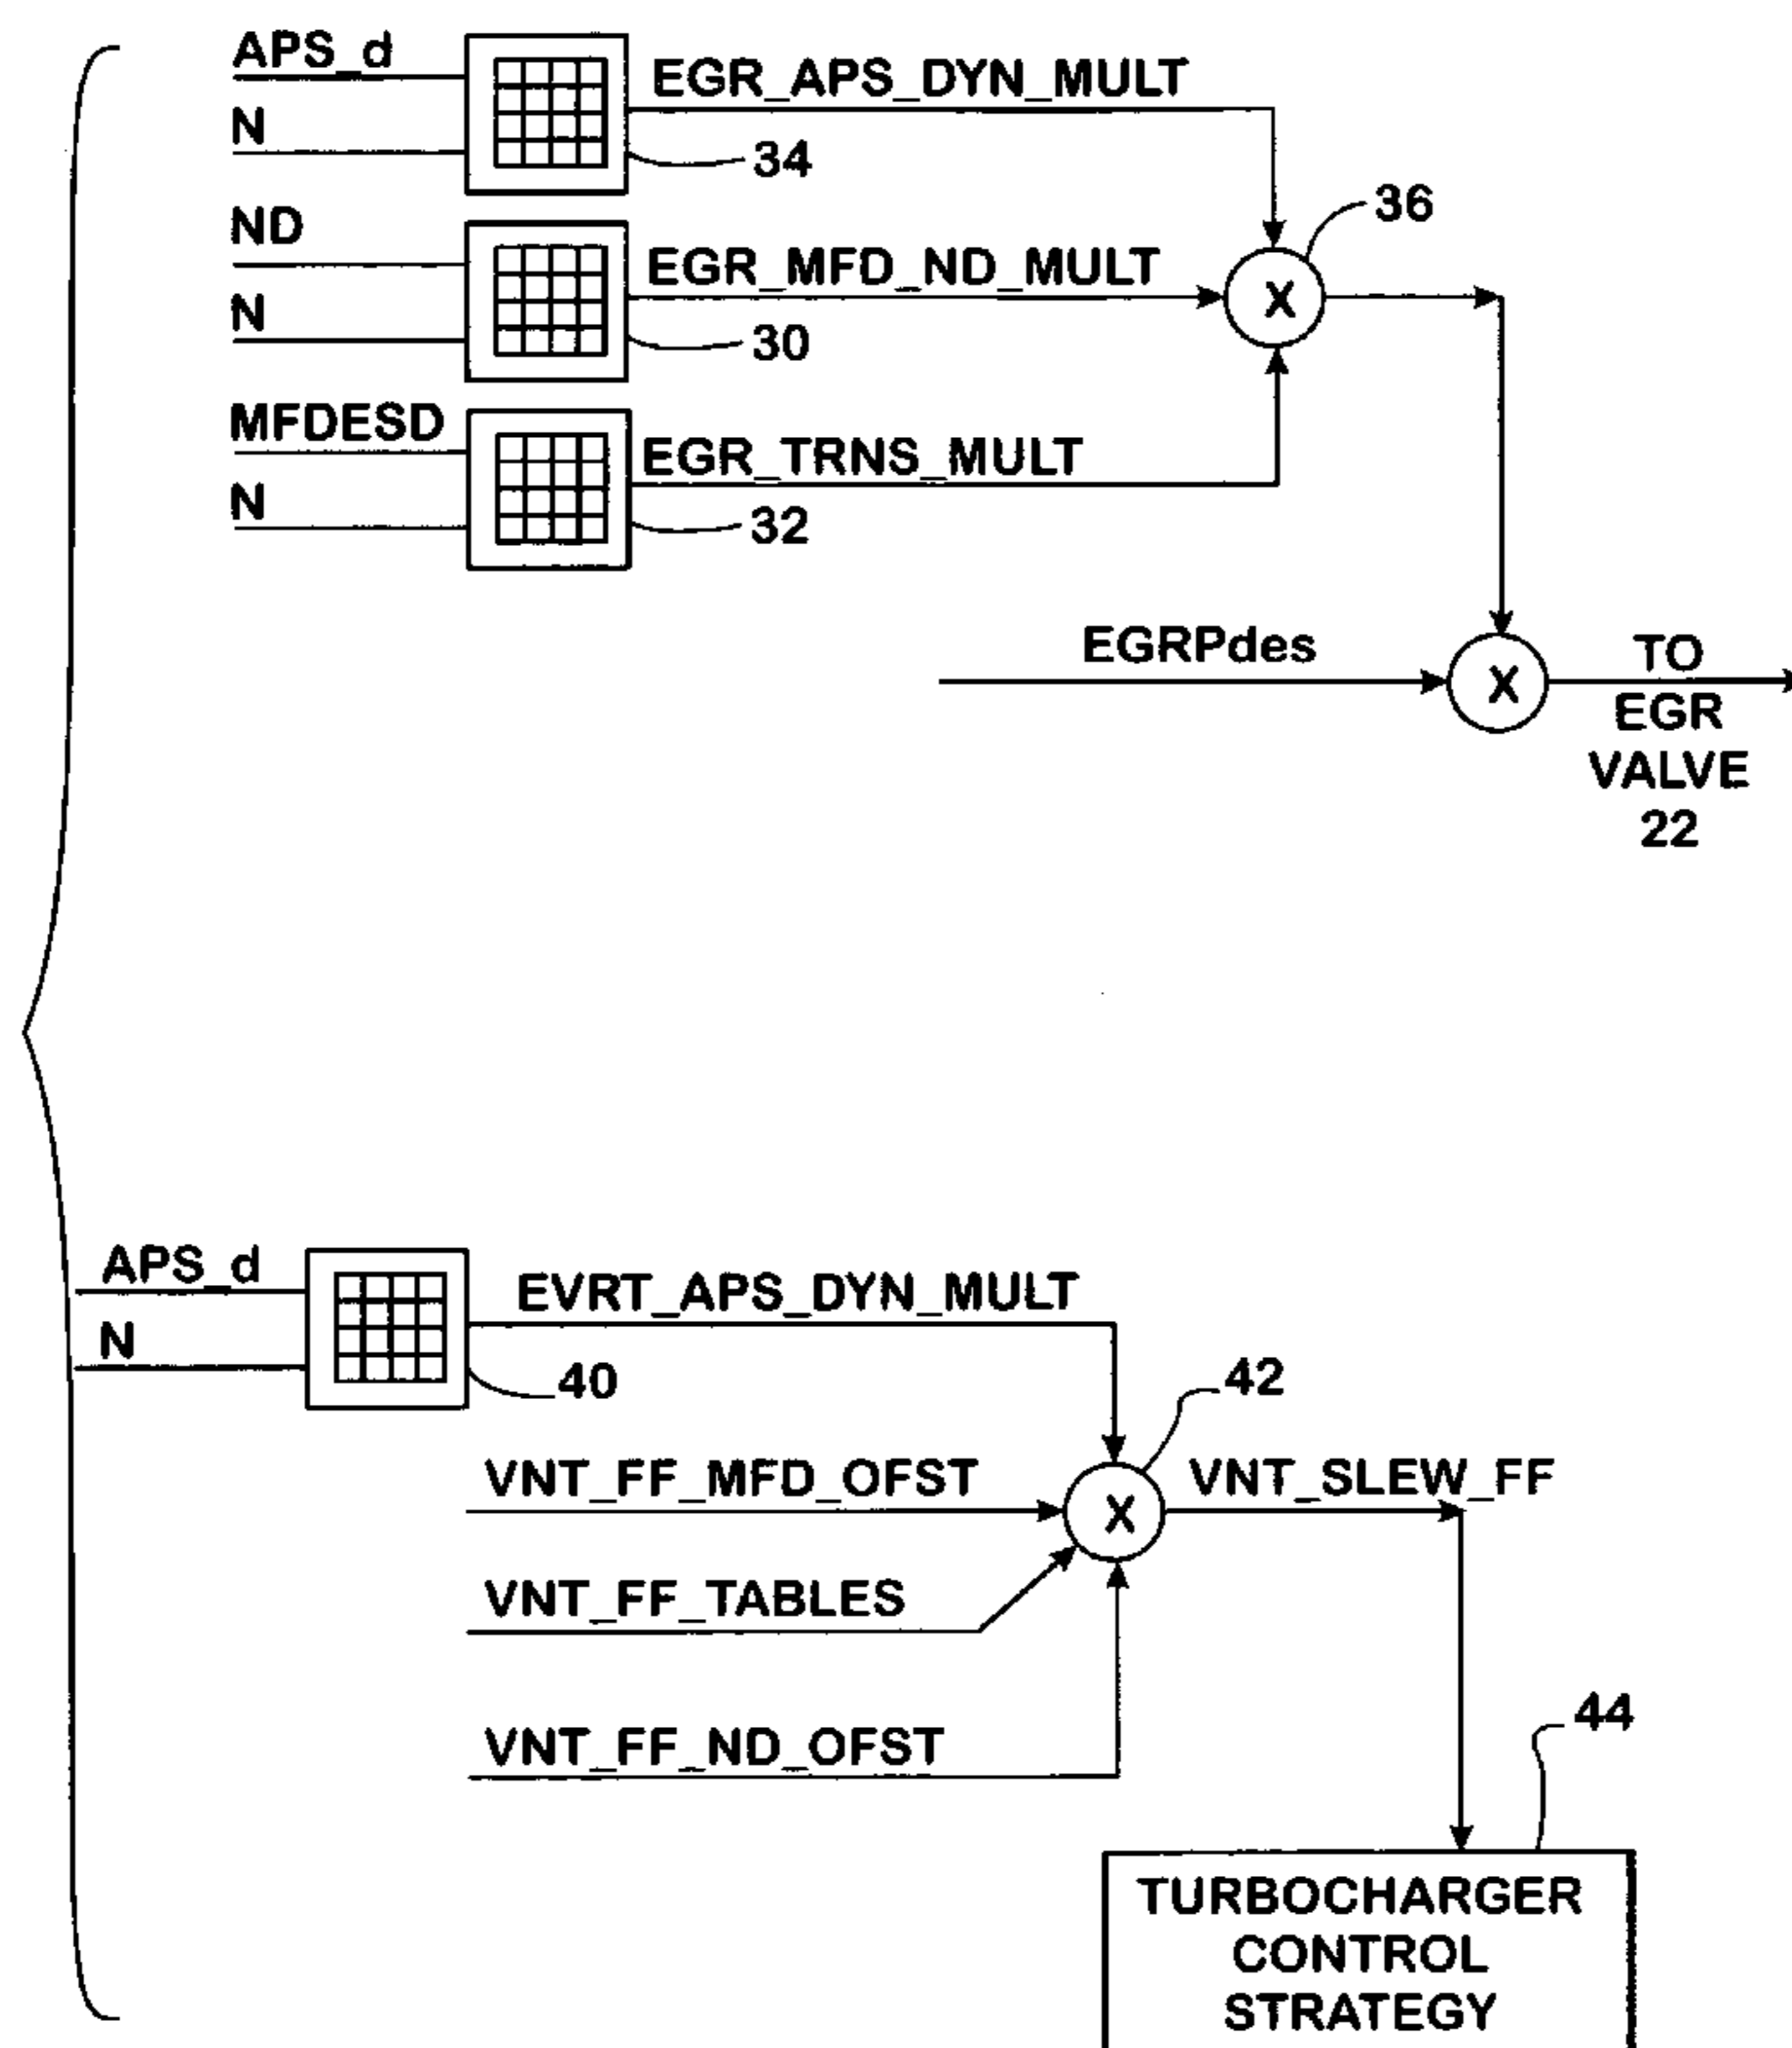 APS_d
EGR_APS_DYN_MULT
N
34
36
ND
EGR_MFD_ND_MULT
X
N
30
MFDESD
EGR_TRNS_MULT
N
32
EGRPdes
X
TO
EGR
VALVE
22
APS_d
EVRT_APS_DYN_MULT
N
40
42
VNT_FF_MFD_OFST
X
VNT_SLEW_FF
VNT_FF_TABLES
VNT_FF_ND_OFST
44
TURBOCHARGER
CONTROL
STRATEGY